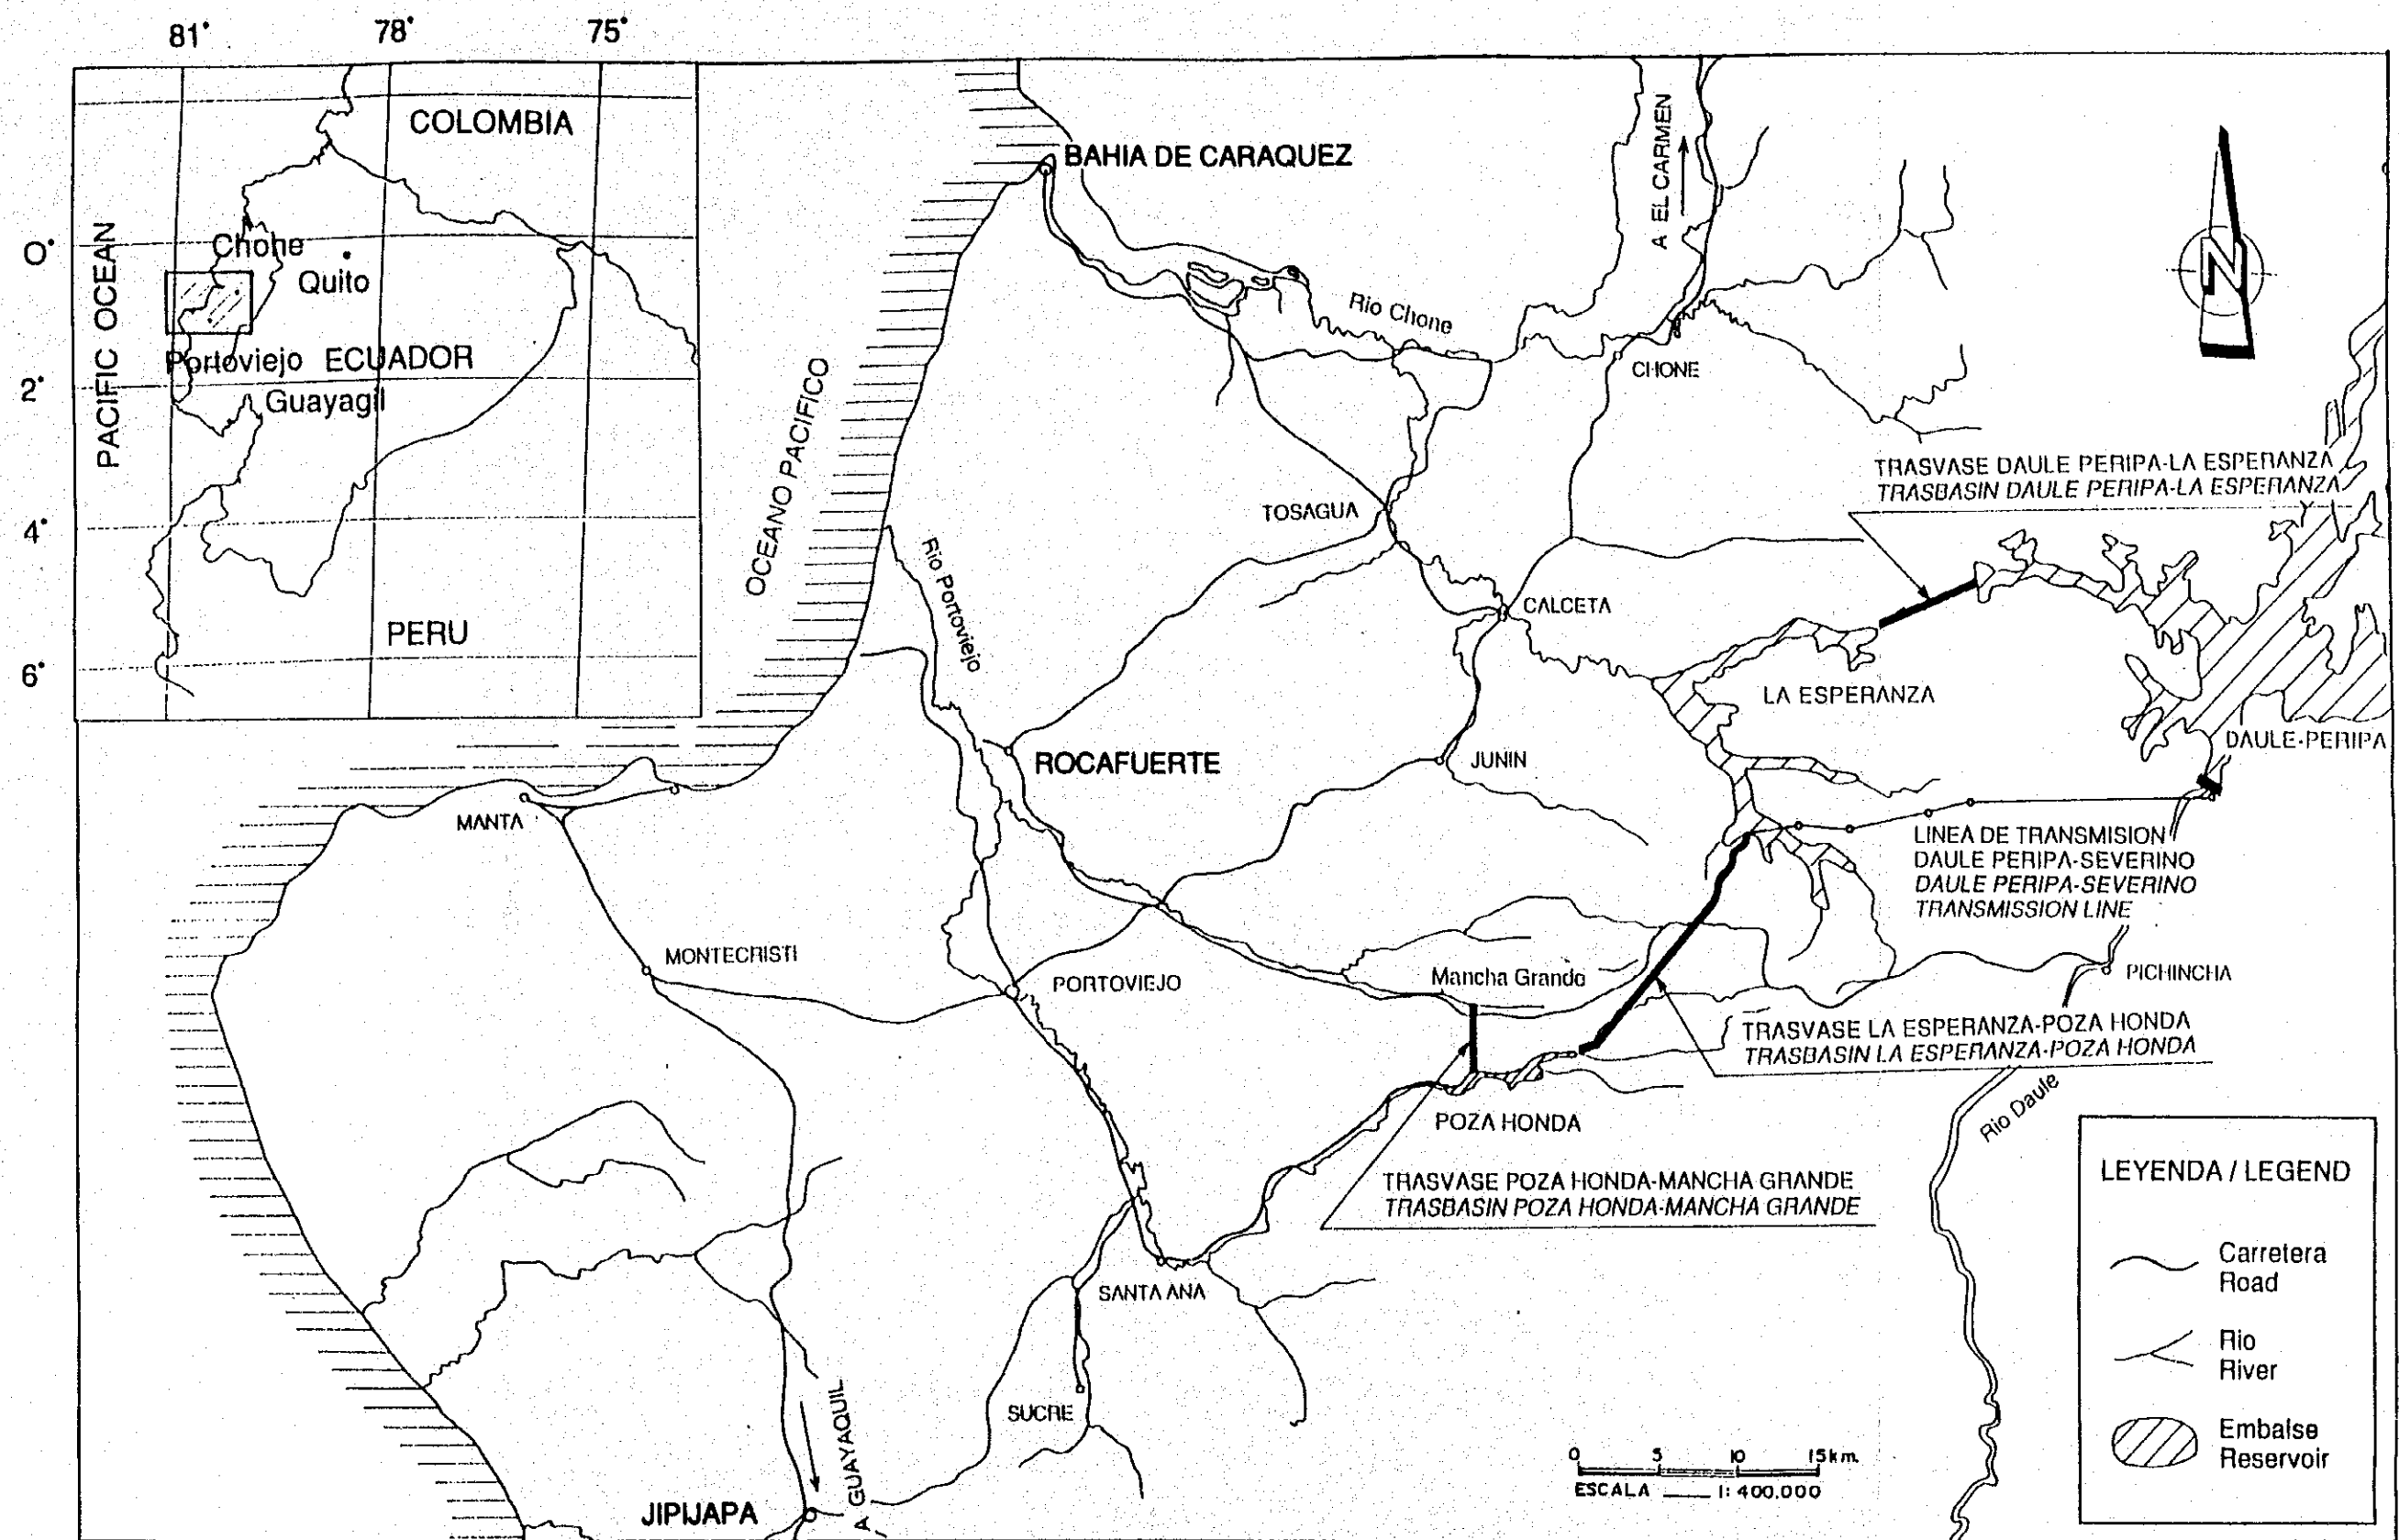 81° 78° 75°
COLOMBIA
0°
PACIFIC OCEAN
Chohe
Quito
Portoviejo ECUADOR
2°
Guayagil
4°
PERU
6°
BAHIA DE CARAQUEZ
A EL CARMEN
N
Rio Chone
CHONE
OCEANO PACIFICO
TRASVASE DAULE PERIPA-LA ESPERANZA
TRASBASIN DAULE PERIPA-LA ESPERANZA
TOSAGUA
Rio Portoviejo
CALCETA
LA ESPERANZA
DAULE-PERIPA
ROCAFUERTE
JUNIN
MANTA
LINEA DE TRANSMISION
DAULE PERIPA-SEVERINO
DAULE PERIPA-SEVERINO
TRANSMISSION LINE
MONTECRISTI
PORTOVIEJO
Mancha Grande
PICHINCHA
TRASVASE LA ESPERANZA-POZA HONDA
TRASBASIN LA ESPERANZA-POZA HONDA
Rio Daule
POZA HONDA
TRASVASE POZA HONDA-MANCHA GRANDE
TRASBASIN POZA HONDA-MANCHA GRANDE
SANTA ANA
SUCRE
A GUAYAQUIL
JIPIJAPA
0 5 10 15km.
ESCALA 1: 400.000
LEYENDA / LEGEND
Carretera
Road
Rio
River
Embalse
Reservoir